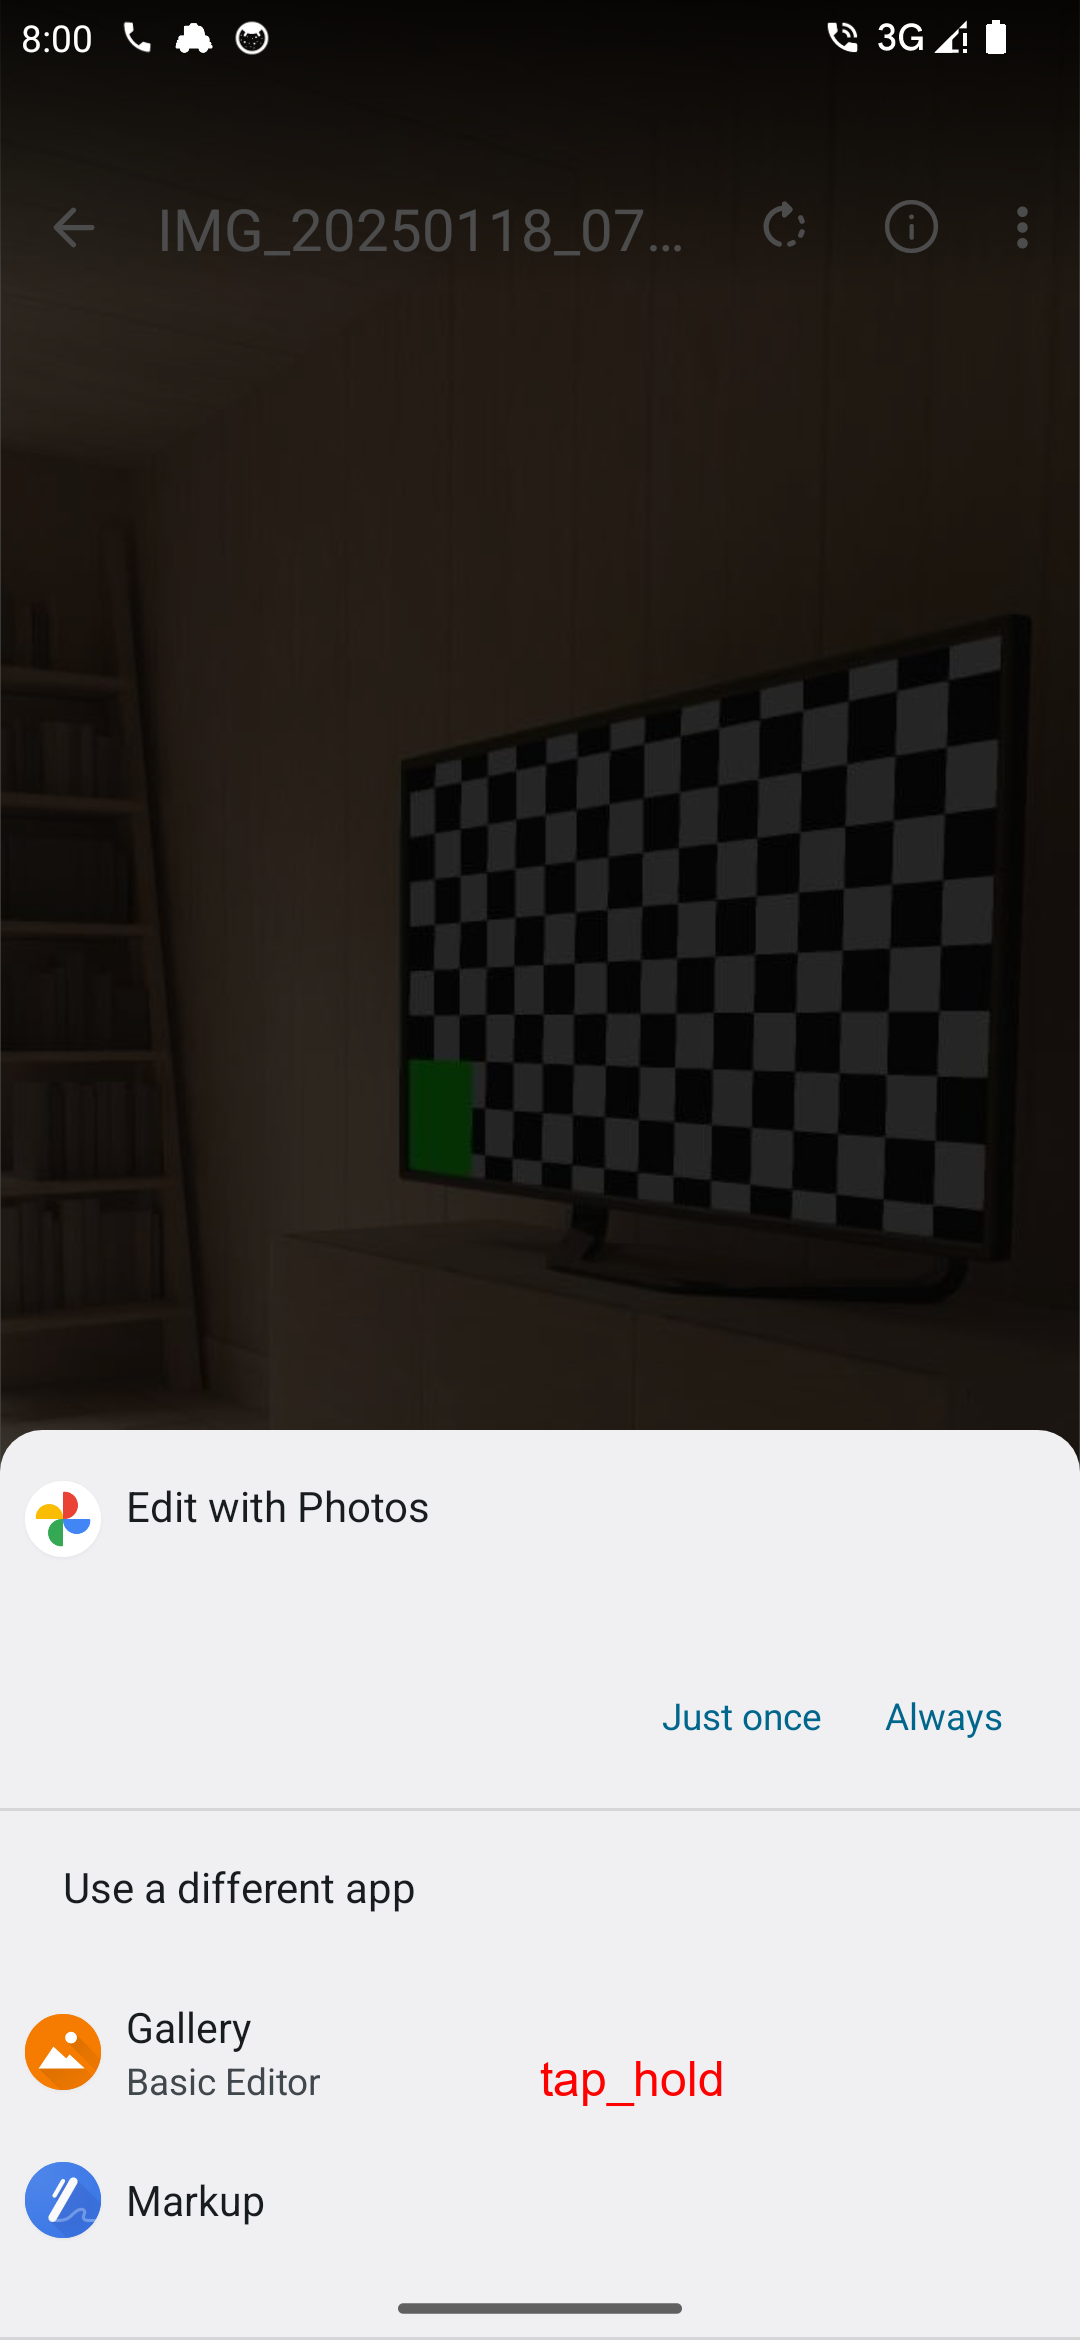 8:00
3G
IMG_20250118_07...
Edit with Photos
Just once
Always
Use a different app
Gallery
Basic Editor
tap_hold
Markup